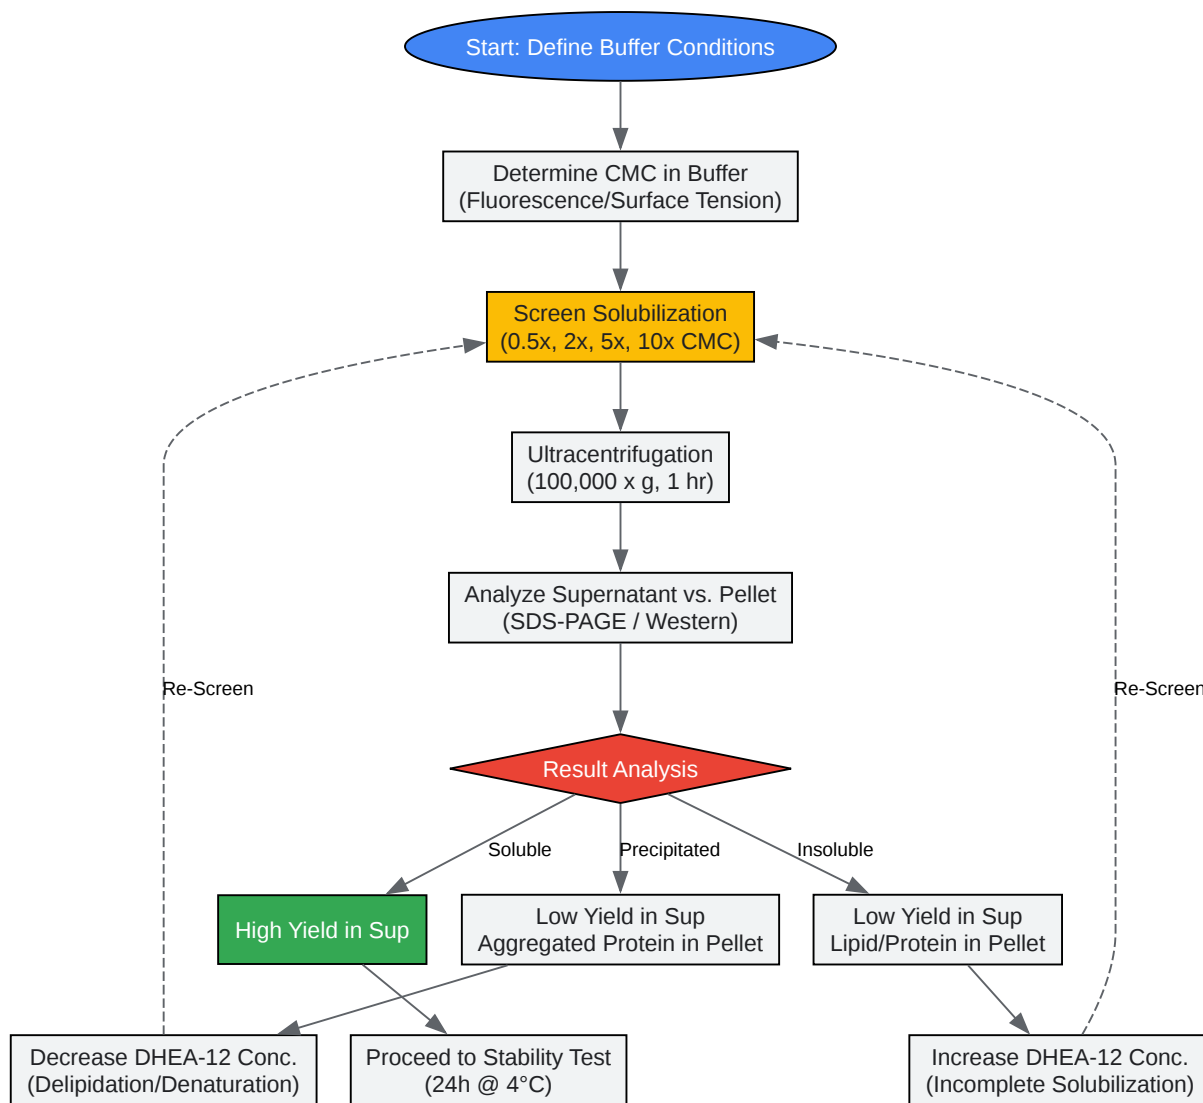 Start: Define Buffer Conditions
Determine CMC in Buffer
(Fluorescence/Surface Tension)
Screen Solubilization
(0.5x, 2x, 5x, 10x CMC)
Ultracentrifugation
(100,000 x g, 1 hr)
Analyze Supernatant vs. Pellet
(SDS-PAGE / Western)
Re-Screen
Re-Screen
Result Analysis
Soluble
Precipitated
Insoluble
High Yield in Sup
Low Yield in Sup
Aggregated Protein in Pellet
Low Yield in Sup
Lipid/Protein in Pellet
Decrease DHEA-12 Conc.
(Delipidation/Denaturation)
Proceed to Stability Test
(24h @ 4°C)
Increase DHEA-12 Conc.
(Incomplete Solubilization)